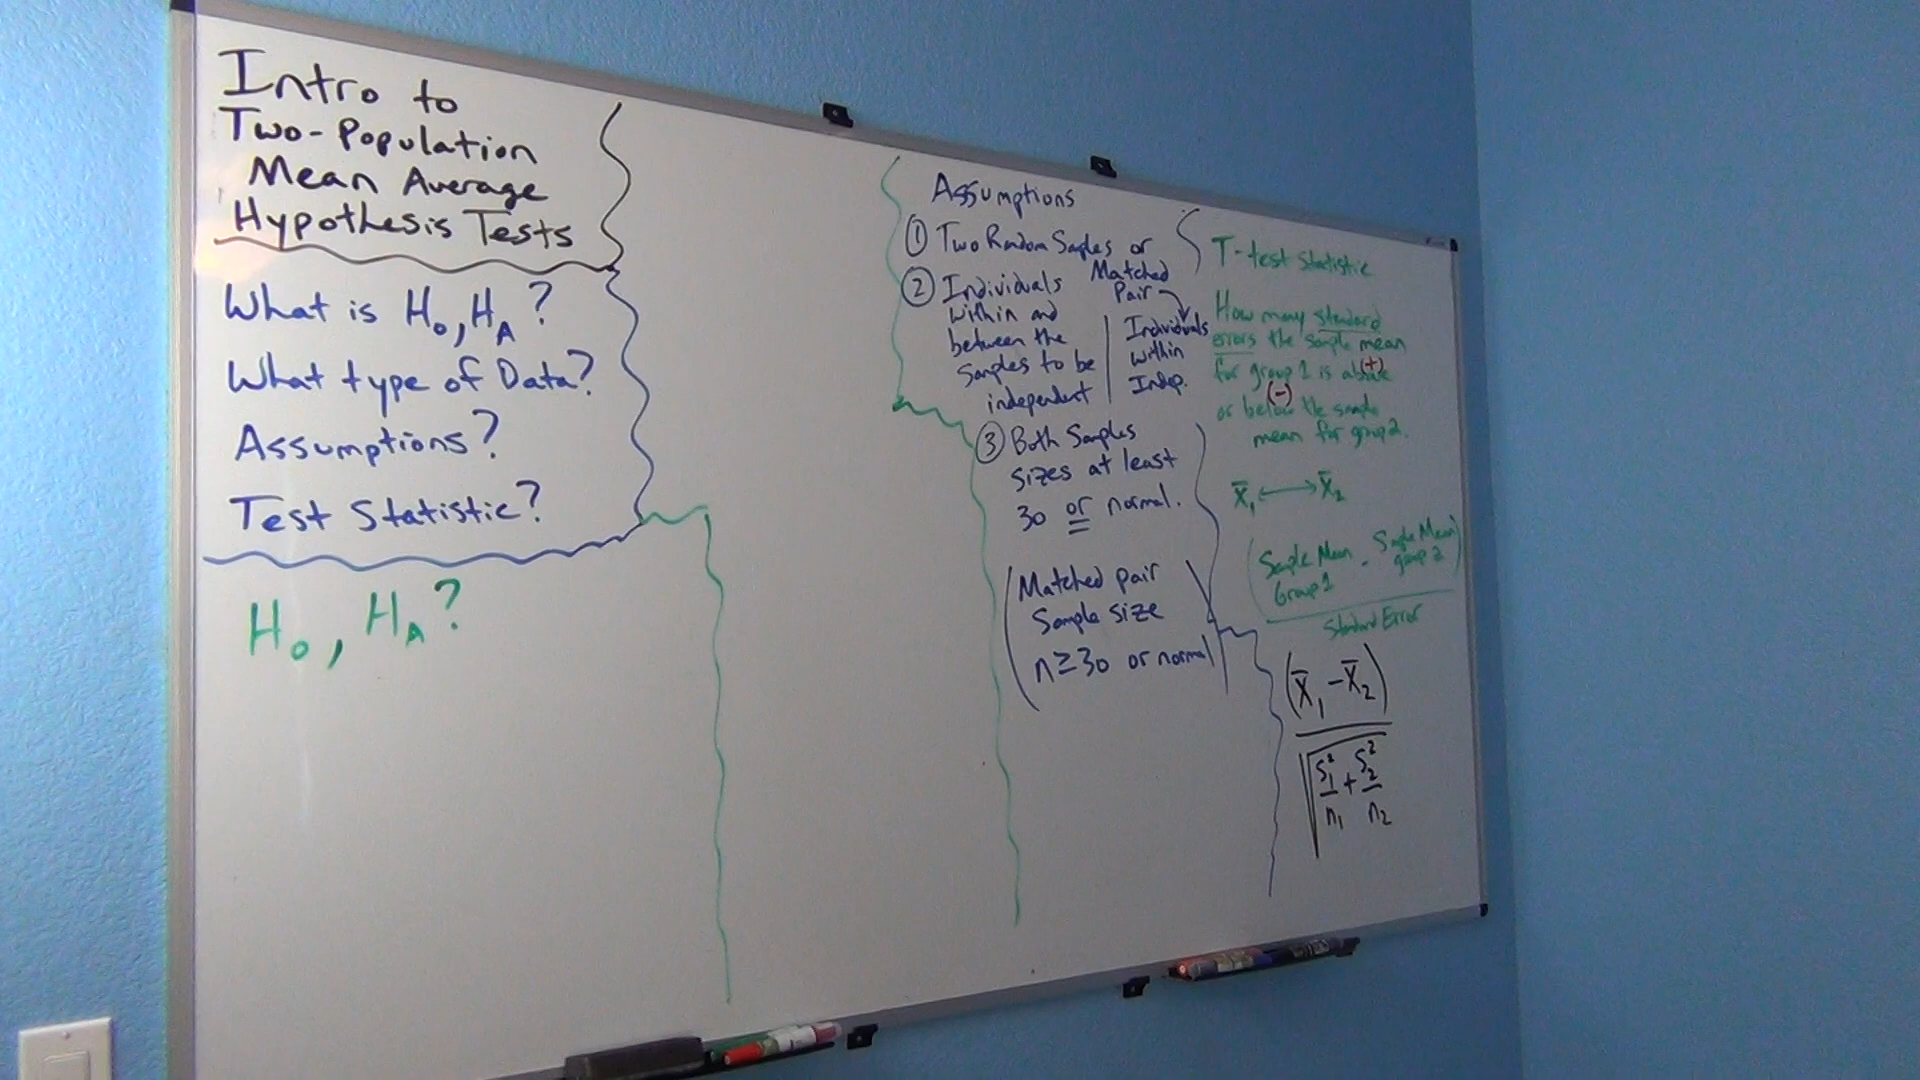 Intro to
Two-Population
Mean Average
Hypothesis Tests
What is H₀, Hₐ?
What type of Data?
Assumptions?
Test Statistic?
H₀, Hₐ?
Assumptions
① Two Random Saples or
Matched
Pair
② Individuals
within and
between the
Samples to be
independent
Individuals
within
Indep.
③ Both Samples
sizes at least
30 or normal.
(Matched pair
Sample size
n ≥ 30 or normal)
T-test Statistic
How many standard
errors the sample mean
for group 1 is above (+)
(-)
or below the sample
mean for group 2.
X̄₁ ⟷ X̄₂
(Sample Mean Group 1 - Sample Mean group 2)
Standard Error
(X̄₁ - X̄₂)
√(S₁²/n₁ + S₂²/n₂)